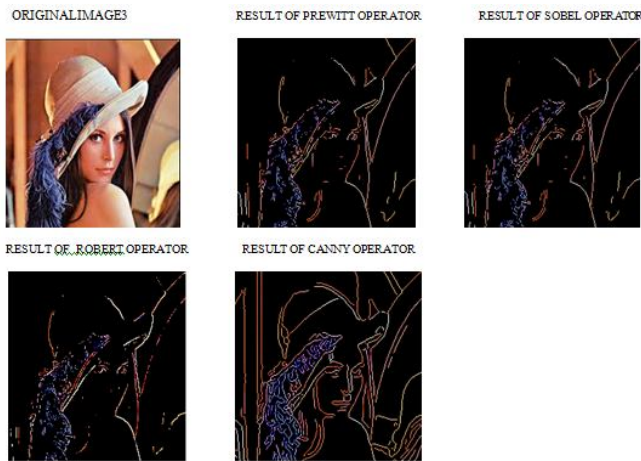 ORIGINALIMAGE3
RESULT OF PREWITT OPERATOR
RESULT OF SOBEL OPERATOR
RESULT OF ROBERT OPERATOR
RESULT OF CANNY OPERATOR